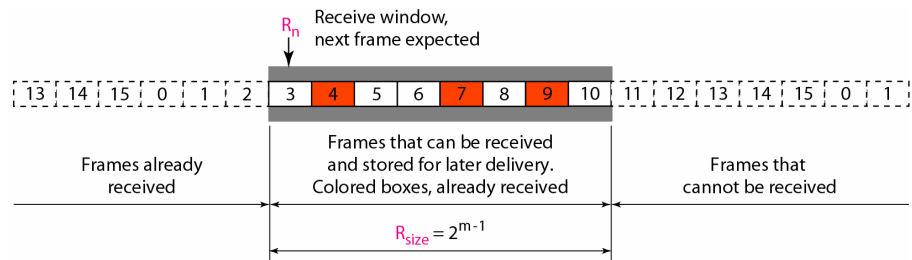 Receive window,
Rn
next frame expected
13 14 15 0 1 2 3 4 5 6 7 8 9 10 11 12 13 14 15 0 1
Frames already
received
Frames that can be received
and stored for later delivery.
Colored boxes, already received
Frames that
cannot be received
Rsize = 2^m-1